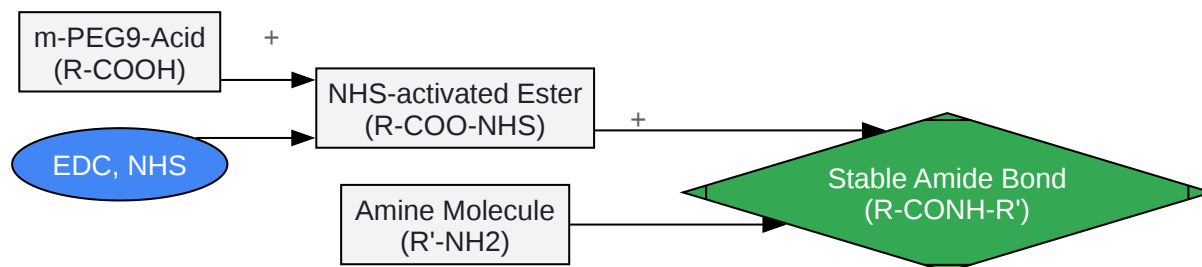 m-PEG9-Acid
(R-COOH)
+
EDC, NHS
NHS-activated Ester
(R-COO-NHS)
+
Amine Molecule
(R'-NH2)
Stable Amide Bond
(R-CONH-R')